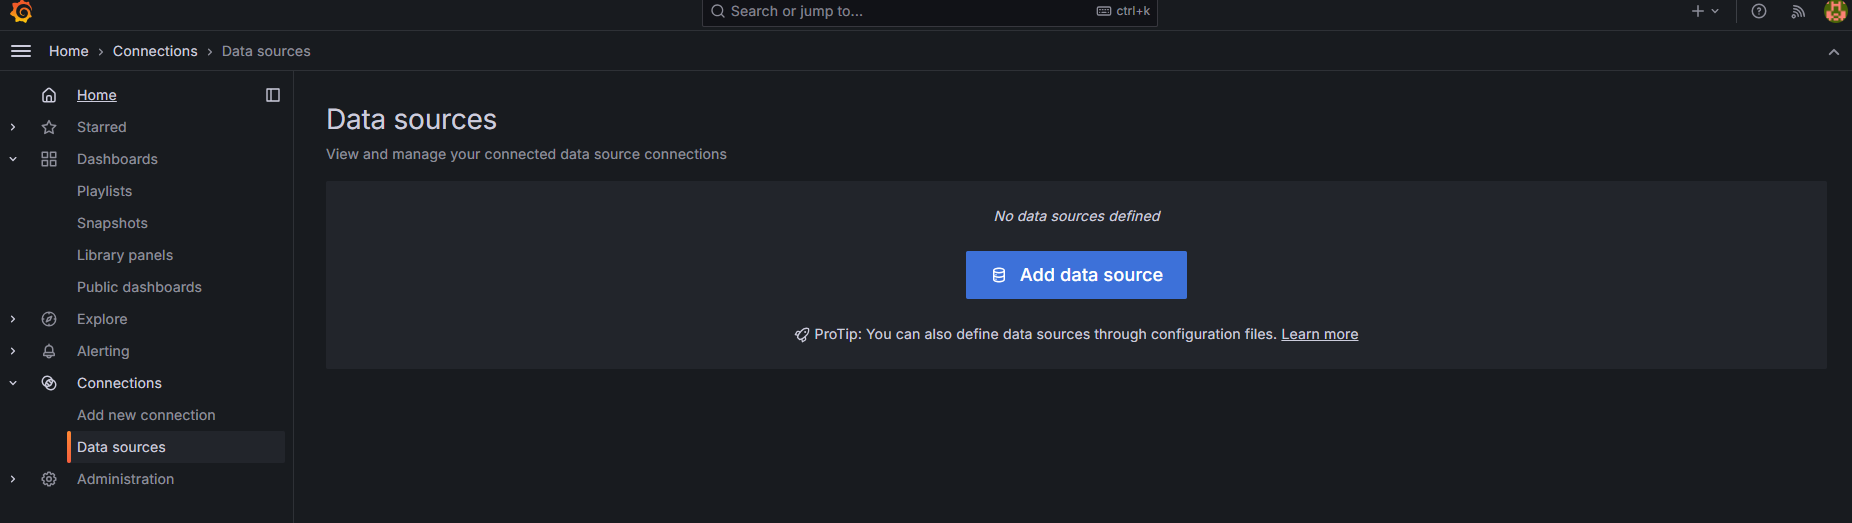 Search or jump to... ctrl+k
Home › Connections › Data sources
Home
Starred
Dashboards
Playlists
Snapshots
Library panels
Public dashboards
Explore
Alerting
Connections
Add new connection
Data sources
Administration
Data sources
View and manage your connected data source connections
No data sources defined
Add data source
ProTip: You can also define data sources through configuration files. Learn more